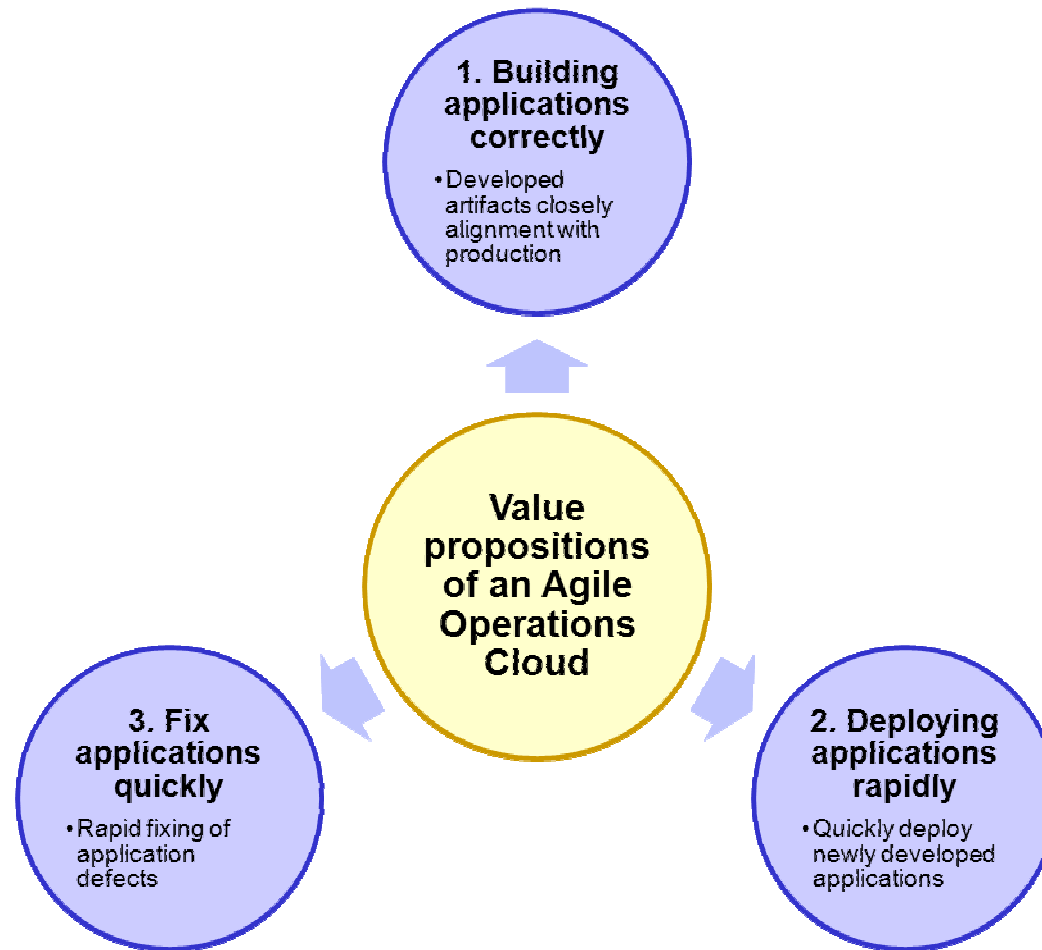 1. Building
applications
correctly
•Developed
artifacts closely
alignment with
production
Value
propositions
of an Agile
Operations
Cloud
2. Deploying
applications
rapidly
•Quickly deploy
newly developed
applications
3. Fix
applications
quickly
•Rapid fixing of
application
defects